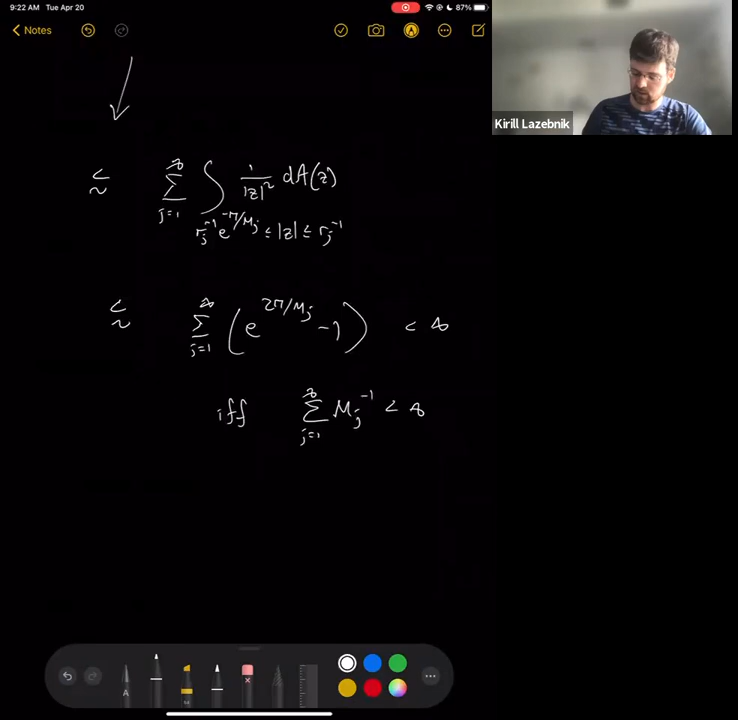 9:22 AM Tue Apr 20
87%
Notes
≲ ∑_{j=1}^{∞} ∫_{r_j^{-1} e^{-π/M_j} ≤ |z| ≤ r_j^{-1}} 1/|z|² dA(z)
≲ ∑_{j=1}^{∞} (e^{2π/M_j} - 1) < ∞
iff ∑_{j=1}^{∞} M_j^{-1} < ∞
Kirill Lazebnik
A